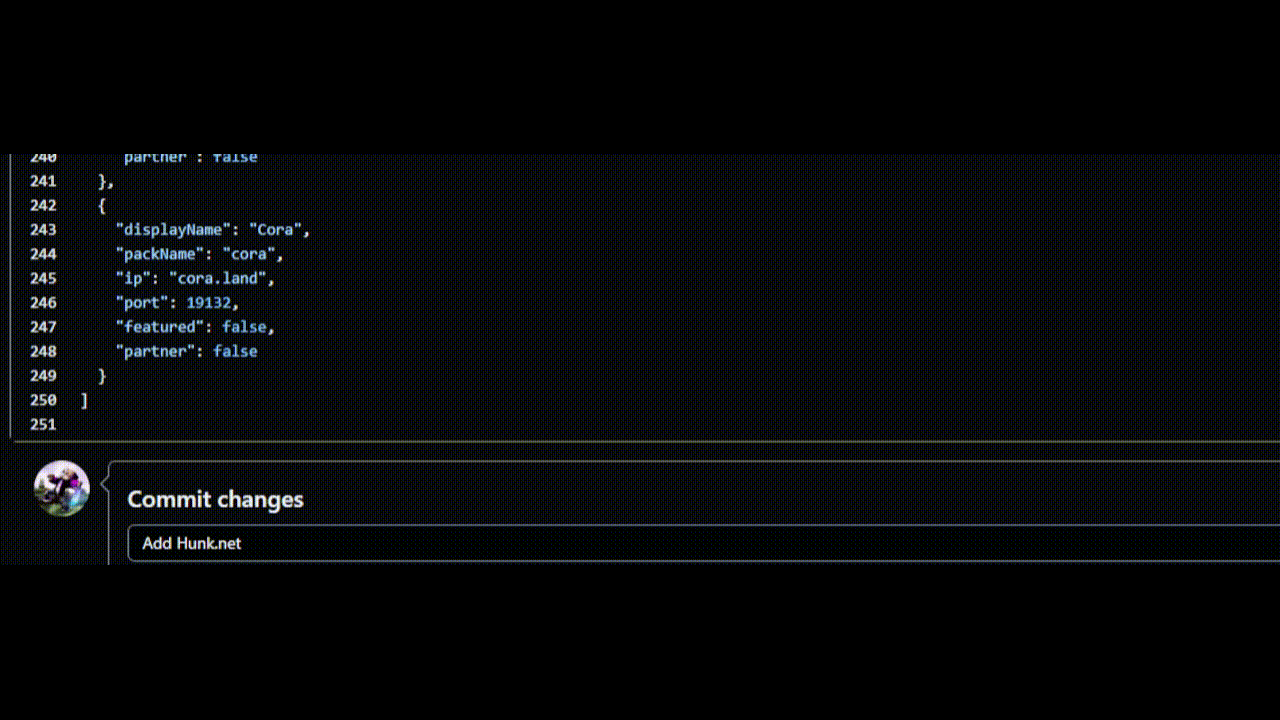 240 "partner": false
241 },
242 {
243 "displayName": "Cora",
244 "packName": "cora",
245 "ip": "cora.land",
246 "port": 19132,
247 "featured": false,
248 "partner": false
249 }
250 ]
251
Commit changes
Add Hunk.net